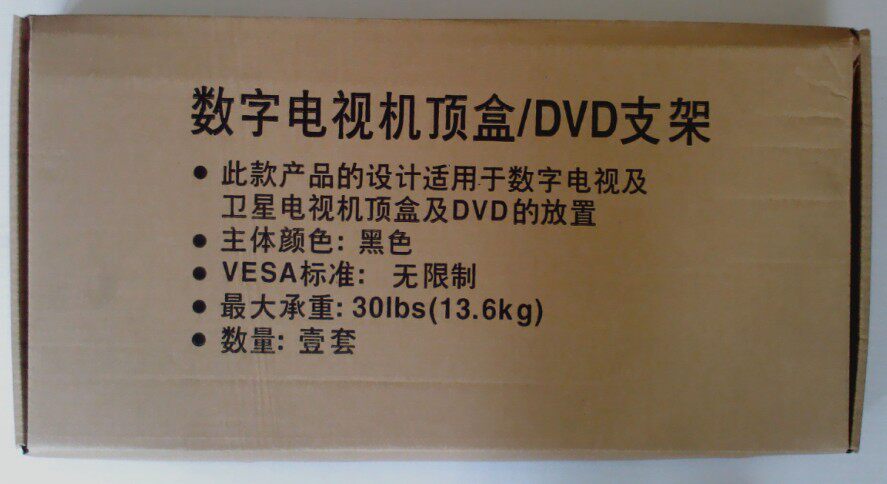 数字电视机顶盒/DVD支架
● 此款产品的设计适用于数字电视及
卫星电视机顶盒及DVD的放置
● 主体颜色: 黑色
● VESA标准: 无限制
● 最大承重: 30lbs(13.6kg)
● 数量: 壹套